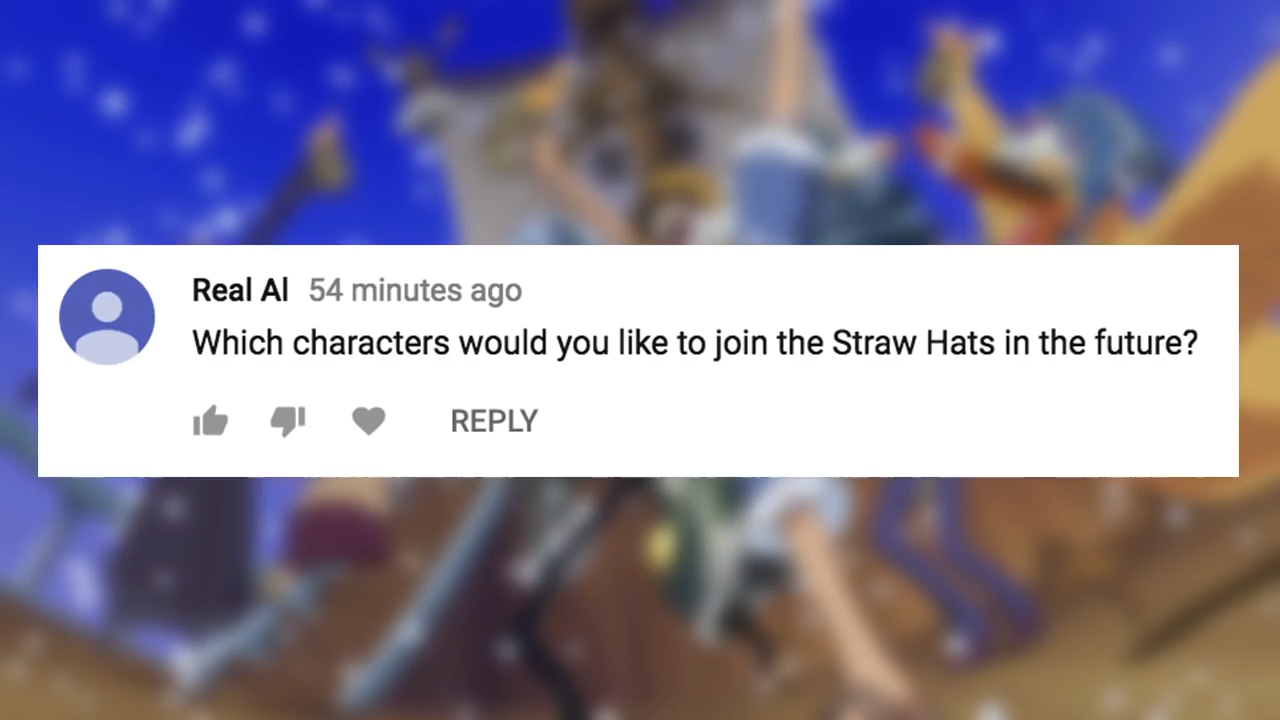 Real Al 54 minutes ago
Which characters would you like to join the Straw Hats in the future?
REPLY